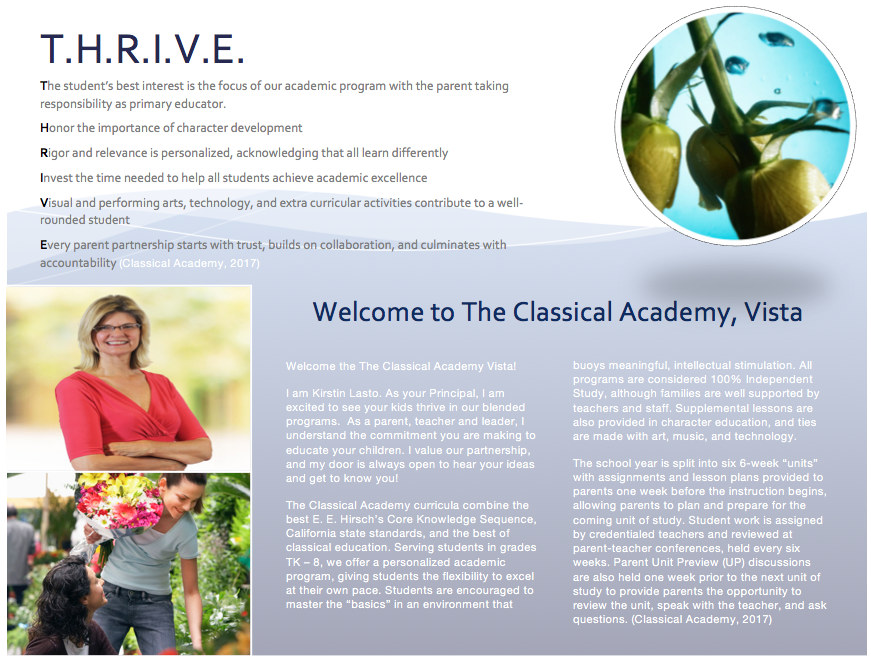 T.H.R.I.V.E.
The student's best interest is the focus of our academic program with the parent taking
responsibility as primary educator.
Honor the importance of character development
Rigor and relevance is personalized, acknowledging that all learn differently
Invest the time needed to help all students achieve academic excellence
Visual and performing arts, technology, and extra curricular activities contribute to a well-
rounded student
Every parent partnership starts with trust, builds on collaboration, and culminates with
accountability (Classical Academy, 2017)
Welcome to The Classical Academy, Vista
Welcome the The Classical Academy Vista!
I am Kirstin Lasto. As your Principal, I am
excited to see your kids thrive in our blended
programs.  As a parent, teacher and leader, I
understand the commitment you are making to
educate your children. I value our partnership,
and my door is always open to hear your ideas
and get to know you!
The Classical Academy curricula combine the
best E. E. Hirsch's Core Knowledge Sequence,
California state standards, and the best of
classical education. Serving students in grades
TK – 8, we offer a personalized academic
program, giving students the flexibility to excel
at their own pace. Students are encouraged to
master the “basics” in an environment that
buoys meaningful, intellectual stimulation. All
programs are considered 100% Independent
Study, although families are well supported by
teachers and staff. Supplemental lessons are
also provided in character education, and ties
are made with art, music, and technology.
The school year is split into six 6-week “units”
with assignments and lesson plans provided to
parents one week before the instruction begins,
allowing parents to plan and prepare for the
coming unit of study. Student work is assigned
by credentialed teachers and reviewed at
parent-teacher conferences, held every six
weeks. Parent Unit Preview (UP) discussions
are also held one week prior to the next unit of
study to provide parents the opportunity to
review the unit, speak with the teacher, and ask
questions. (Classical Academy, 2017)